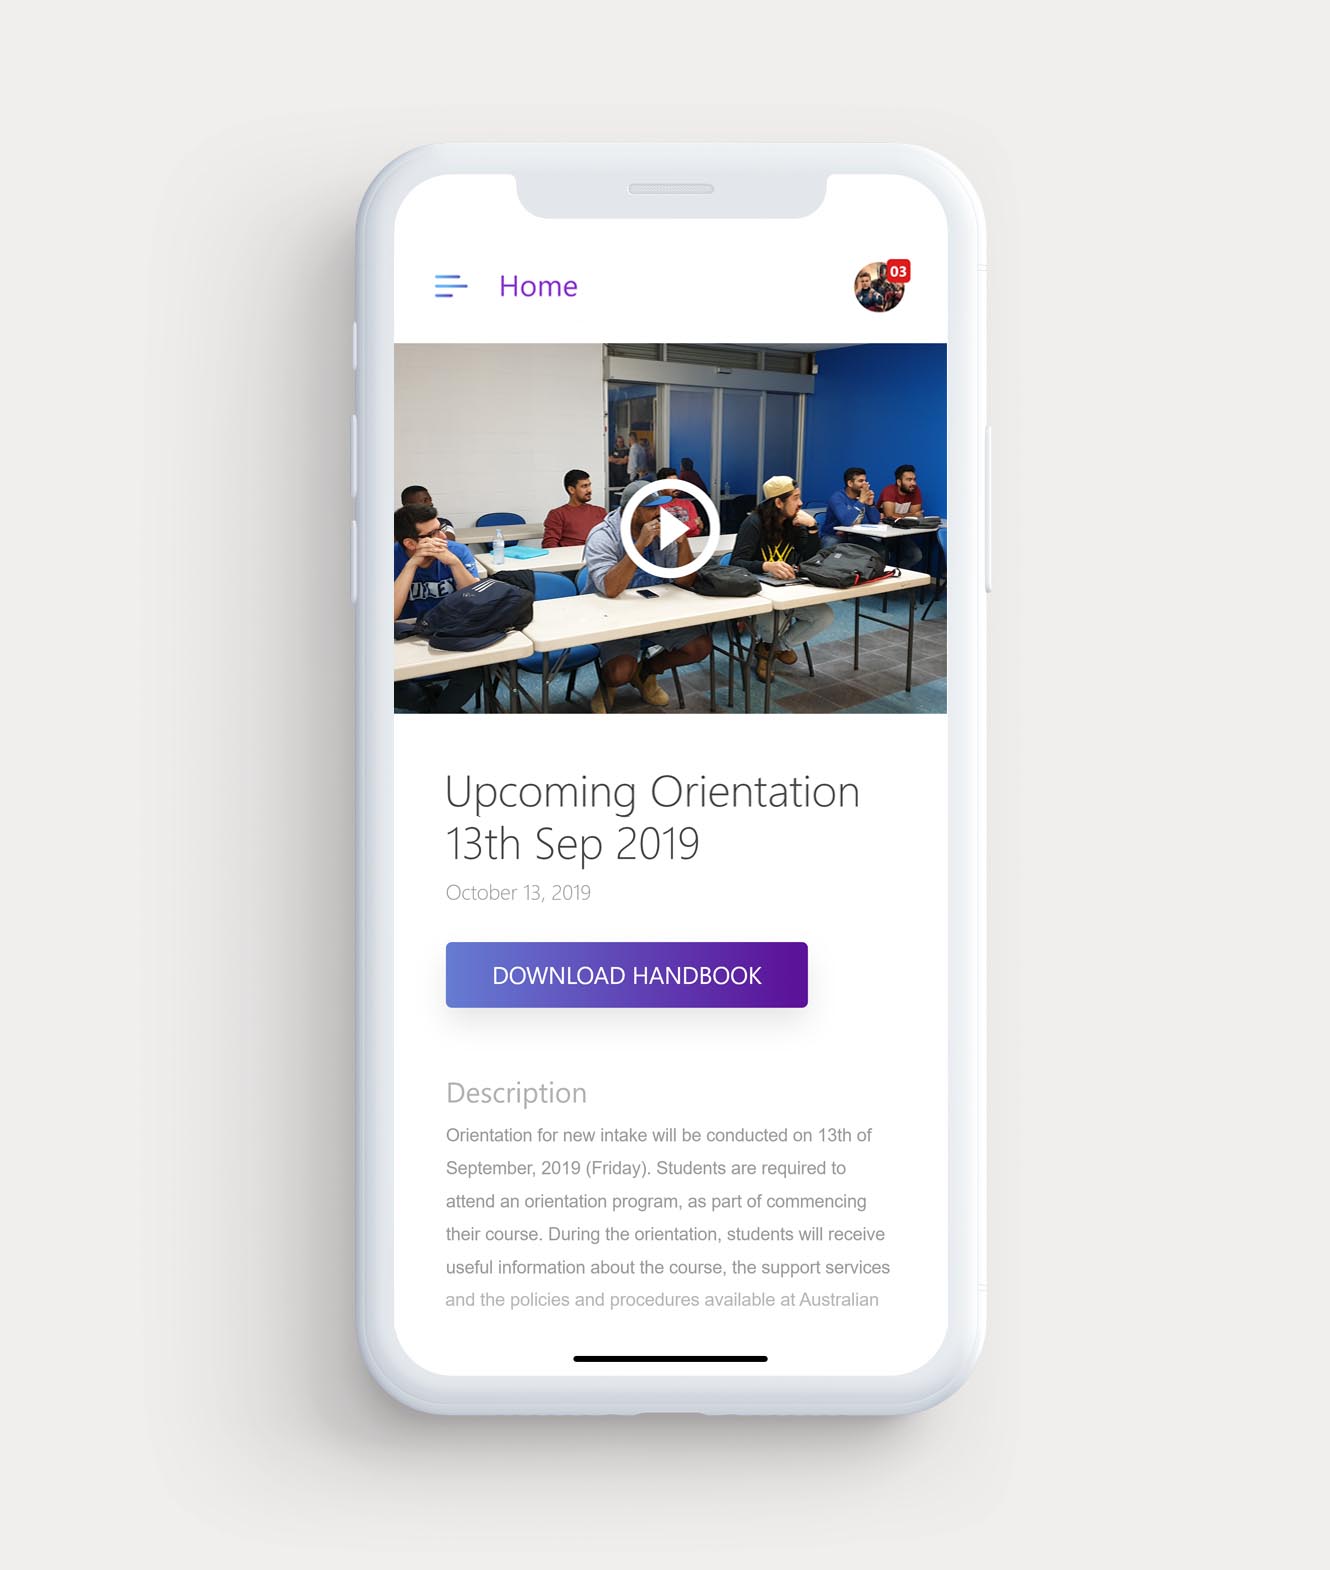 Home
03
Upcoming Orientation
13th Sep 2019
October 13, 2019
DOWNLOAD HANDBOOK
Description
Orientation for new intake will be conducted on 13th of
September, 2019 (Friday). Students are required to
attend an orientation program, as part of commencing
their course. During the orientation, students will receive
useful information about the course, the support services
and the policies and procedures available at Australian